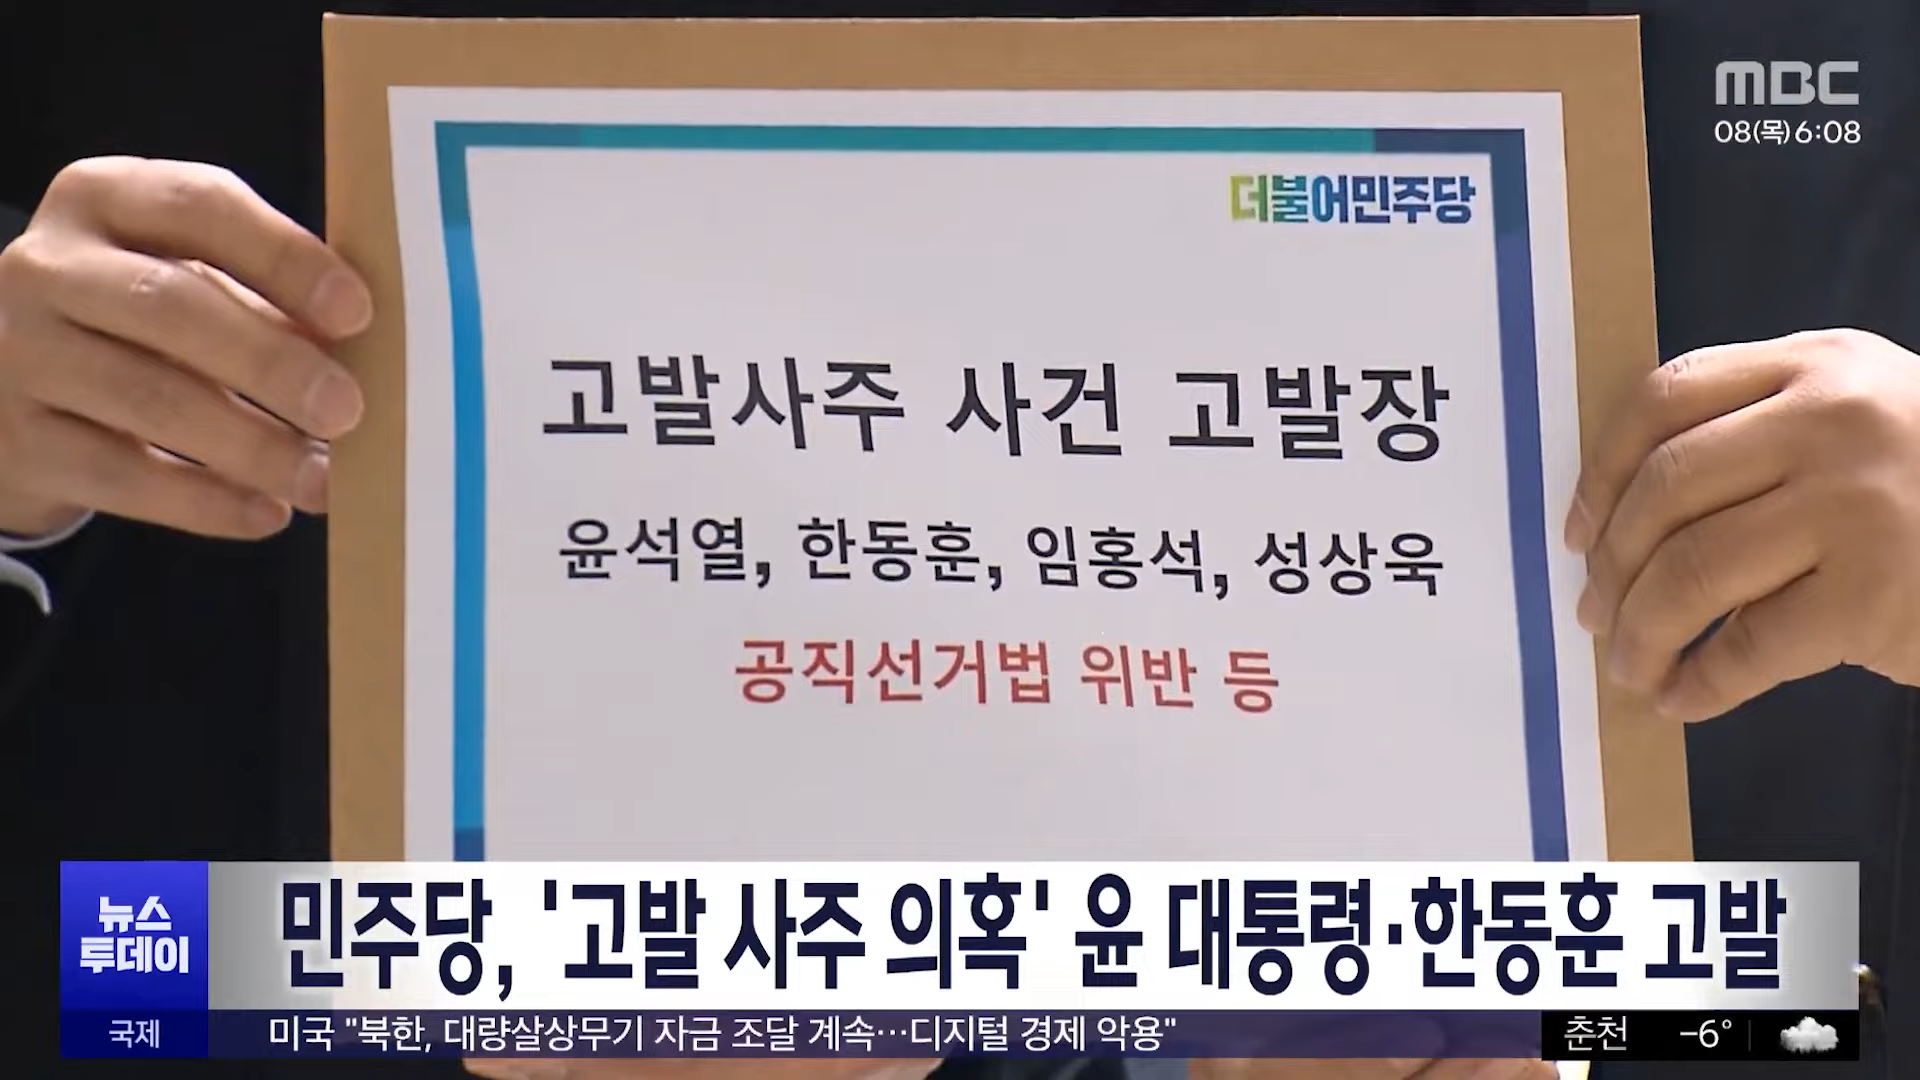 MBC
08(목)6:08
더불어민주당
고발사주 사건 고발장
윤석열, 한동훈, 임홍석, 성상욱
공직선거법 위반 등
뉴스
투데이
민주당, '고발 사주 의혹' 윤 대통령·한동훈 고발
국제
미국 "북한, 대량살상무기 자금 조달 계속…디지털 경제 악용"
춘천 -6°